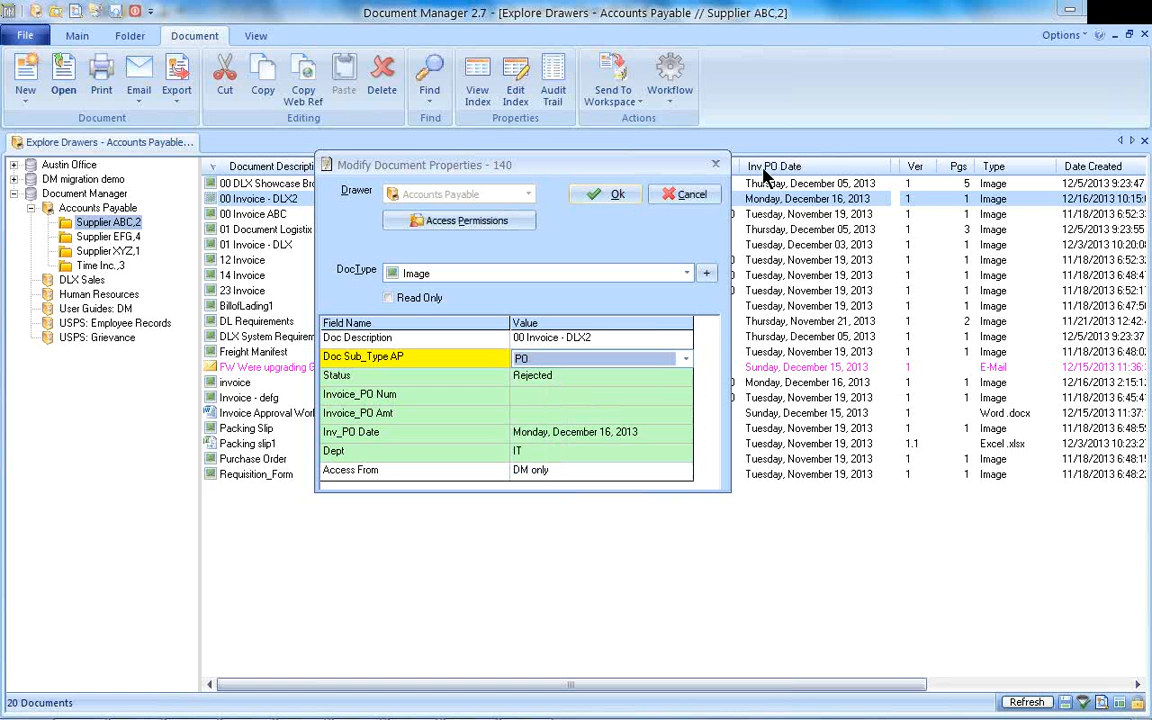 Document Manager 2.7 - [Explore Drawers - Accounts Payable // Supplier ABC,2]
File Main Folder Document View Options
New Open Print Email Export Cut Copy Copy Web Ref Paste Delete Find View Index Edit Index Audit Trail Send To Workspace Workflow
Document Editing Find Properties Actions
Explore Drawers - Accounts Payable...
Austin Office
DM migration demo
Document Manager
Accounts Payable
Supplier ABC,2
Supplier EFG,4
Supplier XYZ,1
Time Inc.,3
DLX Sales
Human Resources
User Guides: DM
USPS: Employee Records
USPS: Grievance
Document Descripti Inv PO Date Ver Pgs Type Date Created
00 DLX Showcase Bro Thursday, December 05, 2013 1 5 Image 12/5/2013 9:23:47
00 Invoice - DLX2 Monday, December 16, 2013 1 1 Image 12/16/2013 10:15:
00 Invoice ABC Tuesday, November 19, 2013 1 1 Image 11/18/2013 6:52:3
01 Document Logistix Thursday, December 05, 2013 1 3 Image 12/5/2013 9:23:55
01 Invoice - DLX Tuesday, December 03, 2013 1 1 Image 12/3/2013 10:20:0
12 Invoice Tuesday, November 19, 2013 1 1 Image 11/18/2013 6:52:3
14 Invoice Tuesday, November 19, 2013 1 1 Image 11/18/2013 6:48:4
23 Invoice Tuesday, November 19, 2013 1 1 Image 11/18/2013 6:52:1
BillofLading1 Tuesday, November 19, 2013 1 1 Image 11/18/2013 6:47:5
DL Requirements Thursday, November 21, 2013 1 2 Image 11/21/2013 12:42:
DLX System Requirem Tuesday, November 19, 2013 1 1 Image 12/5/2013 9:23:47
Freight Manifest Tuesday, November 19, 2013 1 1 Image 11/18/2013 6:48:3
FW Were upgrading G Sunday, December 15, 2013 1 E-Mail 12/15/2013 11:36:
invoice Monday, December 16, 2013 1 1 Image 12/16/2013 2:15:1
Invoice - defg Tuesday, November 19, 2013 1 1 Image 11/18/2013 6:45:4
Invoice Approval Wor Sunday, December 15, 2013 1 Word .docx 12/15/2013 11:37:
Packing Slip Tuesday, November 19, 2013 1 1 Image 11/18/2013 6:48:5
Packing slip1 Tuesday, November 19, 2013 1.1 Excel .xlsx 12/3/2013 10:23:2
Purchase Order Tuesday, November 19, 2013 1 1 Image 11/18/2013 6:48:1
Requisition_Form Tuesday, November 19, 2013 1 1 Image 11/18/2013 6:48:2
Modify Document Properties - 140
Drawer Accounts Payable Ok Cancel
Access Permissions
DocType Image +
Read Only
Field Name Value
Doc Description 00 Invoice - DLX2
Doc Sub_Type AP PO
Status Rejected
Invoice_PO Num
Invoice_PO Amt
Inv_PO Date Monday, December 16, 2013
Dept IT
Access From DM only
20 Documents Refresh